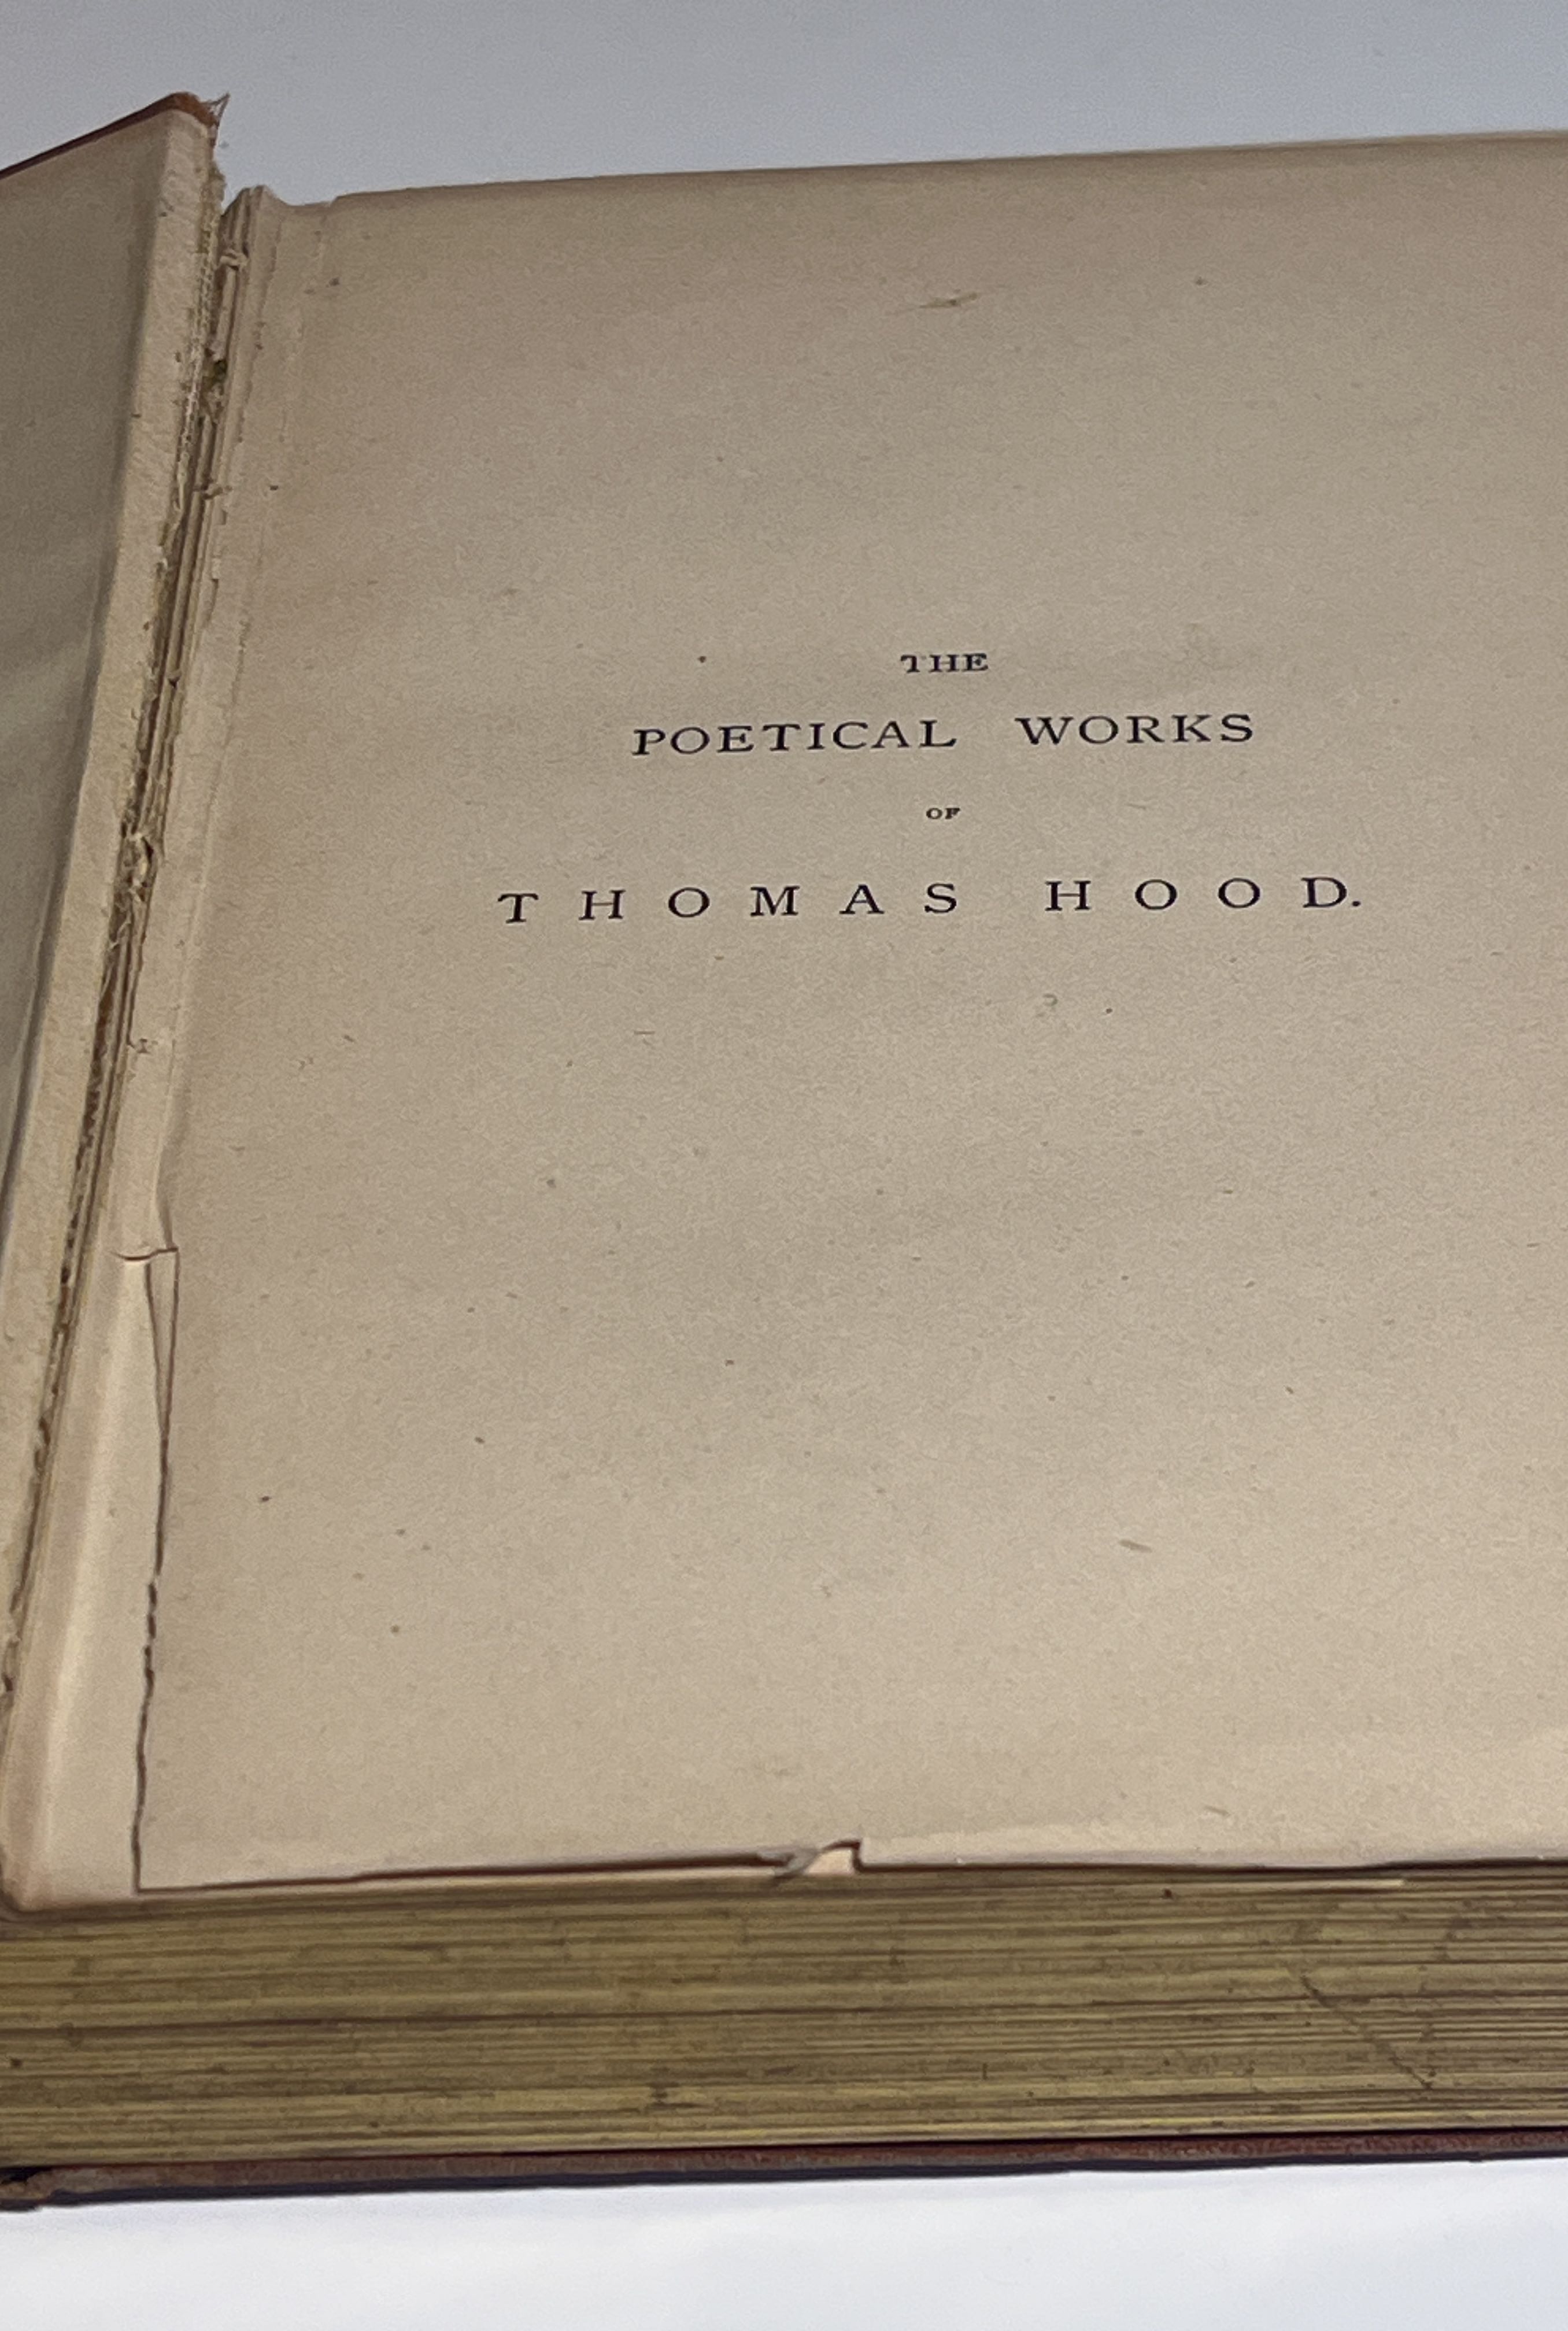 THE
POETICAL WORKS
OF
THOMAS HOOD.